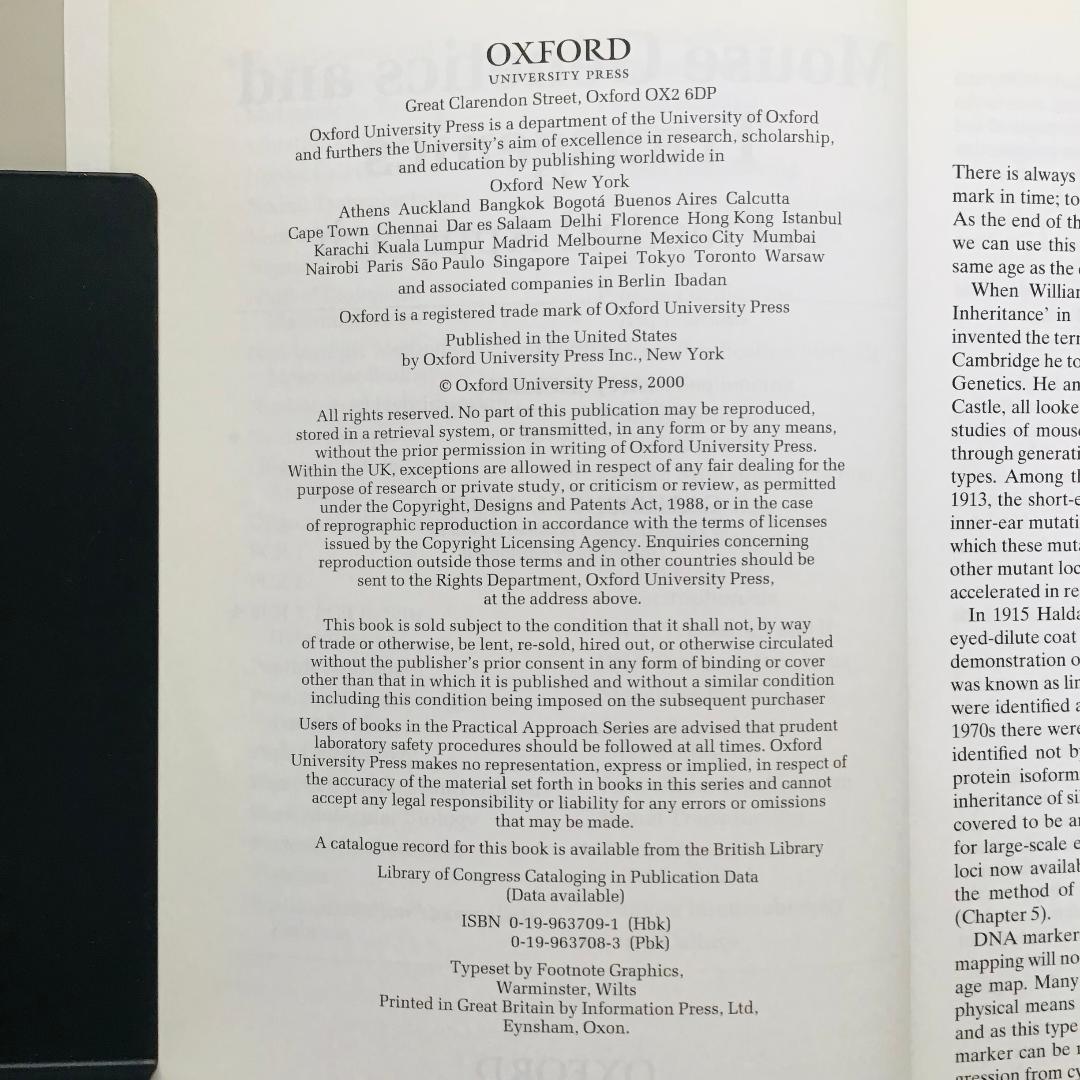 OXFORD
UNIVERSITY PRESS
Great Clarendon Street, Oxford OX2 6DP
Oxford University Press is a department of the University of Oxford
and furthers the University's aim of excellence in research, scholarship,
and education by publishing worldwide in
Oxford New York
Athens Auckland Bangkok Bogotá Buenos Aires Calcutta
Cape Town Chennai Dar es Salaam Delhi Florence Hong Kong Istanbul
Karachi Kuala Lumpur Madrid Melbourne Mexico City Mumbai
Nairobi Paris São Paulo Singapore Taipei Tokyo Toronto Warsaw
and associated companies in Berlin Ibadan
Oxford is a registered trade mark of Oxford University Press
Published in the United States
by Oxford University Press Inc., New York
© Oxford University Press, 2000
All rights reserved. No part of this publication may be reproduced,
stored in a retrieval system, or transmitted, in any form or by any means,
without the prior permission in writing of Oxford University Press.
Within the UK, exceptions are allowed in respect of any fair dealing for the
purpose of research or private study, or criticism or review, as permitted
under the Copyright, Designs and Patents Act, 1988, or in the case
of reprographic reproduction in accordance with the terms of licenses
issued by the Copyright Licensing Agency. Enquiries concerning
reproduction outside those terms and in other countries should be
sent to the Rights Department, Oxford University Press,
at the address above.
This book is sold subject to the condition that it shall not, by way
of trade or otherwise, be lent, re-sold, hired out, or otherwise circulated
without the publisher's prior consent in any form of binding or cover
other than that in which it is published and without a similar condition
including this condition being imposed on the subsequent purchaser
Users of books in the Practical Approach Series are advised that prudent
laboratory safety procedures should be followed at all times. Oxford
University Press makes no representation, express or implied, in respect of
the accuracy of the material set forth in books in this series and cannot
accept any legal responsibility or liability for any errors or omissions
that may be made.
A catalogue record for this book is available from the British Library
Library of Congress Cataloging in Publication Data
(Data available)
ISBN 0-19-963709-1 (Hbk)
0-19-963708-3 (Pbk)
Typeset by Footnote Graphics,
Warminster, Wilts
Printed in Great Britain by Information Press, Ltd,
Eynsham, Oxon.
There is always
mark in time; to
As the end of th
we can use this
same age as the
When Willian
Inheritance' in
invented the tern
Cambridge he to
Genetics. He an
Castle, all looke
studies of mous
through generati
types. Among th
1913, the short-e
inner-ear mutati
which these muta
other mutant loc
accelerated in re
In 1915 Halda
eyed-dilute coat
demonstration o
was known as lin
were identified a
1970s there were
identified not by
protein isoform
inheritance of si
covered to be an
for large-scale e
loci now availab
the method of
(Chapter 5).
DNA marker
mapping will no
age map. Many
physical means
and as this type
marker can be
gression from cy